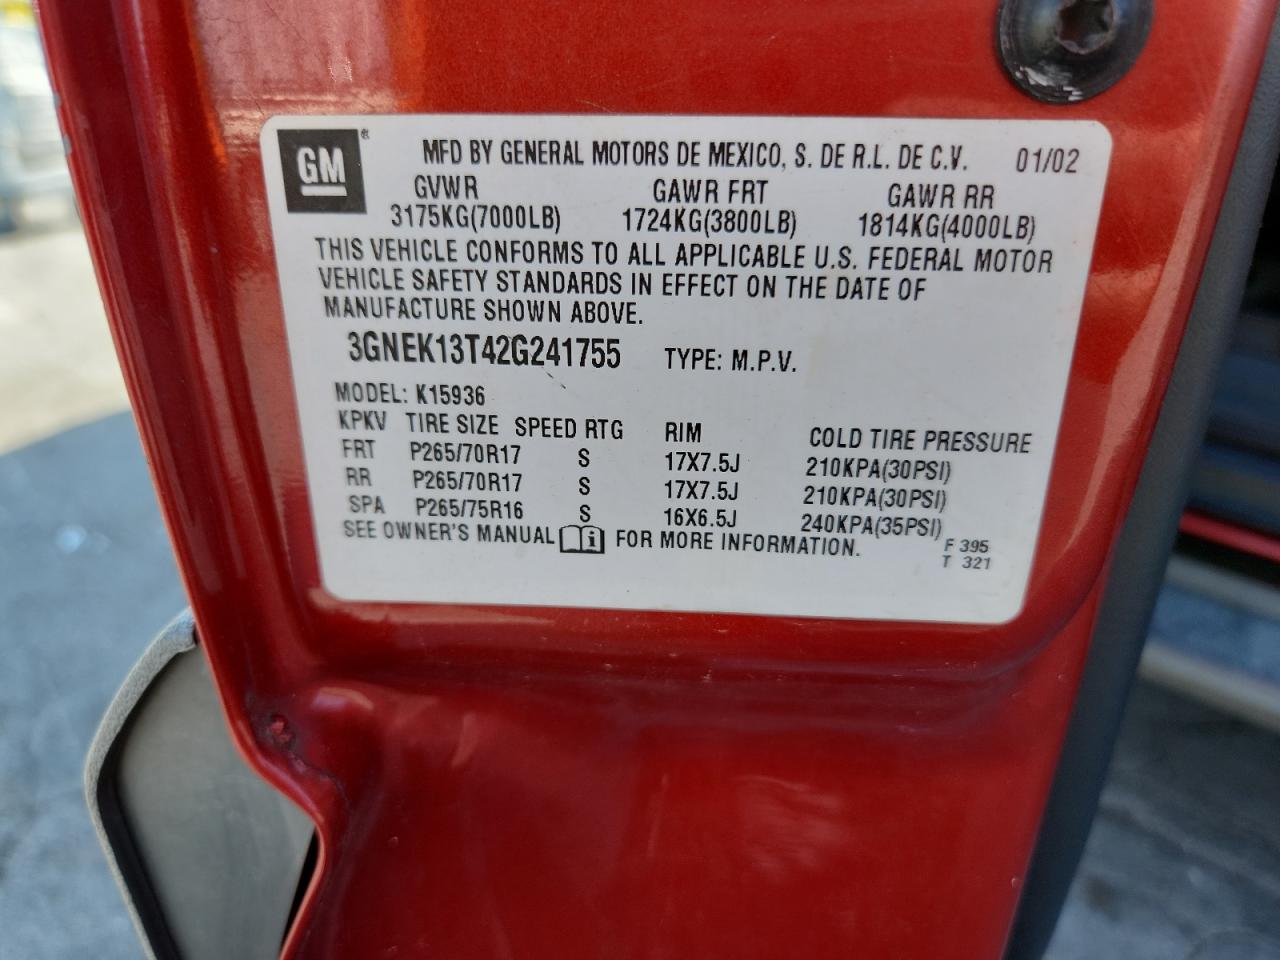 GM ®
MFD BY GENERAL MOTORS DE MEXICO, S. DE R.L. DE C.V. 01/02
GVWR GAWR FRT GAWR RR
3175KG(7000LB) 1724KG(3800LB) 1814KG(4000LB)
THIS VEHICLE CONFORMS TO ALL APPLICABLE U.S. FEDERAL MOTOR
VEHICLE SAFETY STANDARDS IN EFFECT ON THE DATE OF
MANUFACTURE SHOWN ABOVE.
3GNEK13T42G241755 TYPE: M.P.V.
MODEL: K15936
KPKV TIRE SIZE SPEED RTG RIM COLD TIRE PRESSURE
FRT P265/70R17 S 17X7.5J 210KPA(30PSI)
RR P265/70R17 S 17X7.5J 210KPA(30PSI)
SPA P265/75R16 S 16X6.5J 240KPA(35PSI)
SEE OWNER'S MANUAL i FOR MORE INFORMATION.
F 395
T 321